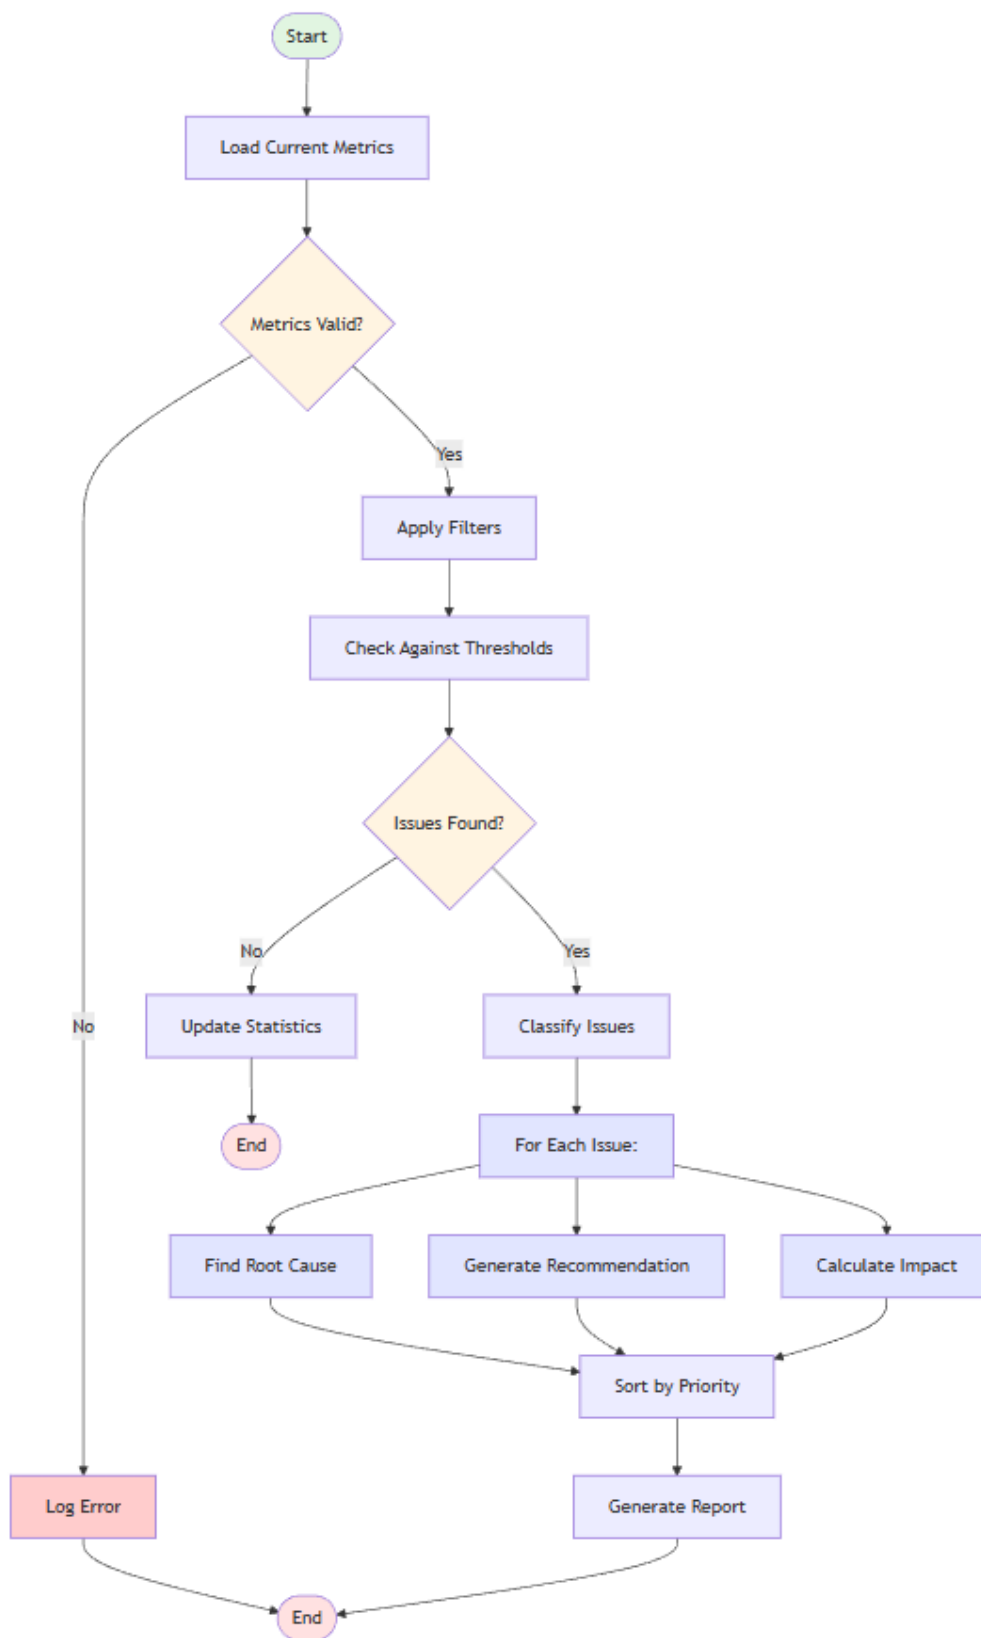 Start
Load Current Metrics
Metrics Valid?
Yes
Apply Filters
Check Against Thresholds
Issues Found?
No
Yes
No
Update Statistics
Classify Issues
End
For Each Issue:
Find Root Cause
Generate Recommendation
Calculate Impact
Sort by Priority
Log Error
Generate Report
End